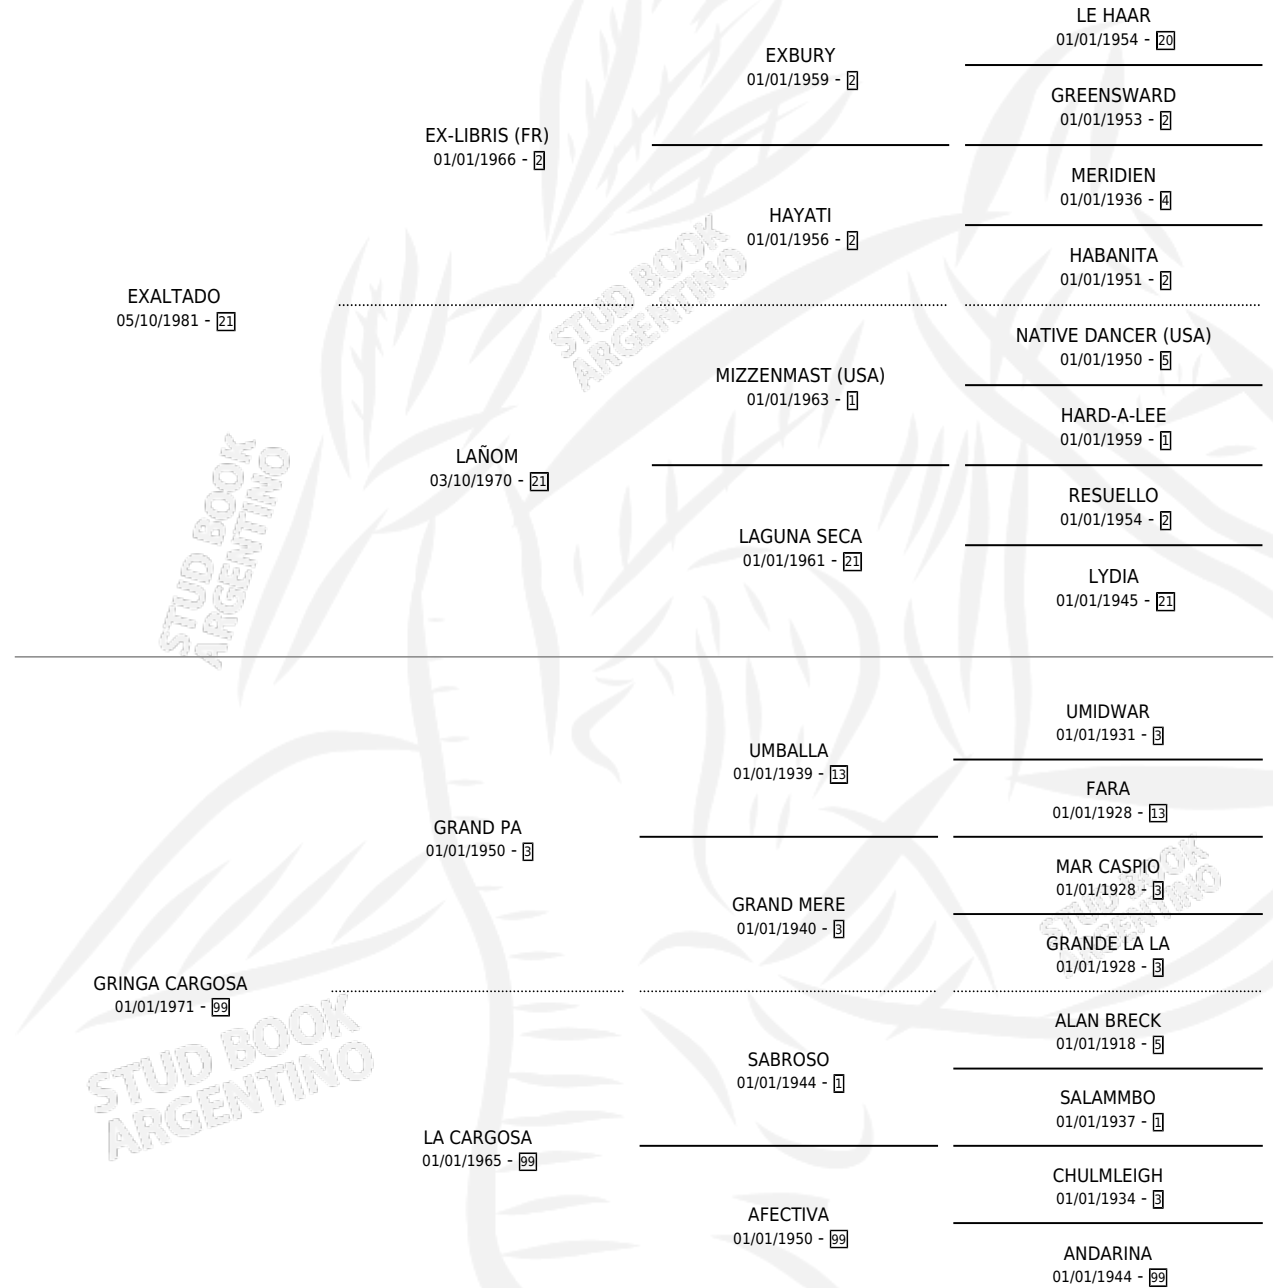 LE HAAR
01/01/1954 - 20
EXBURY
01/01/1959 - 2
GREENSWARD
01/01/1953 - 2
EX-LIBRIS (FR)
01/01/1966 - 2
MERIDIEN
01/01/1936 - 4
HAYATI
01/01/1956 - 2
HABANITA
01/01/1951 - 2
EXALTADO
05/10/1981 - 21
NATIVE DANCER (USA)
01/01/1950 - 5
MIZZENMAST (USA)
01/01/1963 - 1
HARD-A-LEE
01/01/1959 - 1
LAÑOM
03/10/1970 - 21
RESUELLO
01/01/1954 - 2
LAGUNA SECA
01/01/1961 - 21
LYDIA
01/01/1945 - 21
STUD BOOK
ARGENTINO
STUD BOOK
ARGENTINO
UMIDWAR
01/01/1931 - 3
UMBALLA
01/01/1939 - 13
FARA
01/01/1928 - 13
GRAND PA
01/01/1950 - 3
MAR CASPIO
01/01/1928 - 3
GRAND MERE
01/01/1940 - 3
GRANDE LA LA
01/01/1928 - 3
GRINGA CARGOSA
01/01/1971 - 99
ALAN BRECK
01/01/1918 - 5
SABROSO
01/01/1944 - 1
SALAMMBO
01/01/1937 - 1
LA CARGOSA
01/01/1965 - 99
CHULMLEIGH
01/01/1934 - 3
AFECTIVA
01/01/1950 - 99
ANDARINA
01/01/1944 - 99
STUD BOOK
ARGENTINO
STUD BOOK
ARGENTINO